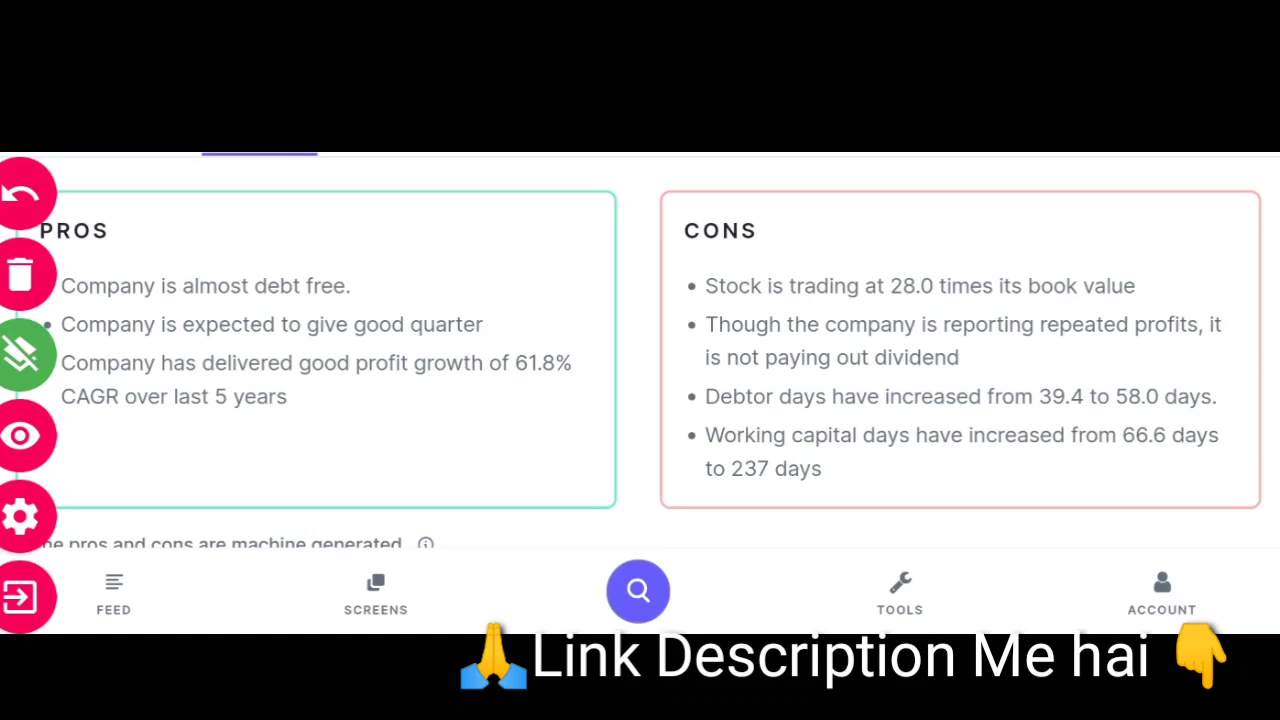 PROS
Company is almost debt free.
• Company is expected to give good quarter
Company has delivered good profit growth of 61.8%
CAGR over last 5 years
CONS
• Stock is trading at 28.0 times its book value
• Though the company is reporting repeated profits, it
is not paying out dividend
• Debtor days have increased from 39.4 to 58.0 days.
• Working capital days have increased from 66.6 days
to 237 days
pros and cons are machine generated.
FEED
SCREENS
TOOLS
ACCOUNT
🙏Link Description Me hai 👇